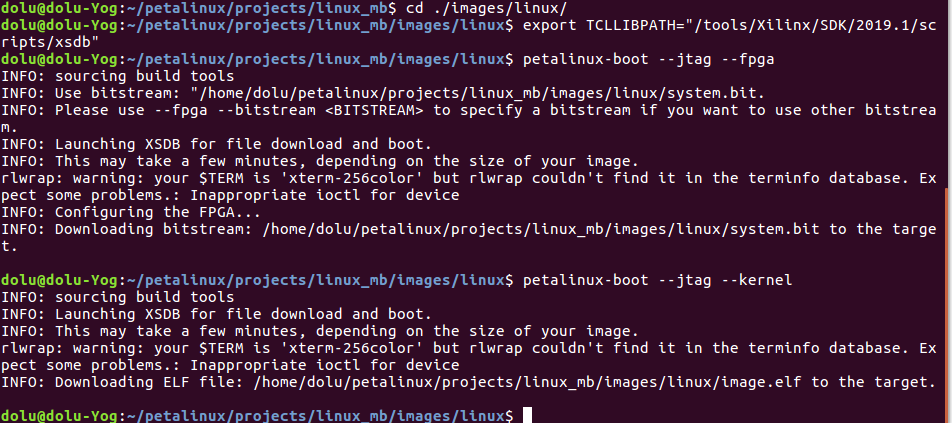 dolu@dolu-Yog:~/petalinux/projects/linux_mb$ cd ./images/linux/
dolu@dolu-Yog:~/petalinux/projects/linux_mb/images/linux$ export TCLLIBPATH="/tools/Xilinx/SDK/2019.1/sc
ripts/xsdb"
dolu@dolu-Yog:~/petalinux/projects/linux_mb/images/linux$ petalinux-boot --jtag --fpga
INFO: sourcing build tools
INFO: Use bitstream: "/home/dolu/petalinux/projects/linux_mb/images/linux/system.bit.
INFO: Please use --fpga --bitstream <BITSTREAM> to specify a bitstream if you want to use other bitstrea
m.
INFO: Launching XSDB for file download and boot.
INFO: This may take a few minutes, depending on the size of your image.
rlwrap: warning: your $TERM is 'xterm-256color' but rlwrap couldn't find it in the terminfo database. Ex
pect some problems.: Inappropriate ioctl for device
INFO: Configuring the FPGA...
INFO: Downloading bitstream: /home/dolu/petalinux/projects/linux_mb/images/linux/system.bit to the targe
t.
dolu@dolu-Yog:~/petalinux/projects/linux_mb/images/linux$ petalinux-boot --jtag --kernel
INFO: sourcing build tools
INFO: Launching XSDB for file download and boot.
INFO: This may take a few minutes, depending on the size of your image.
rlwrap: warning: your $TERM is 'xterm-256color' but rlwrap couldn't find it in the terminfo database. Ex
pect some problems.: Inappropriate ioctl for device
INFO: Downloading ELF file: /home/dolu/petalinux/projects/linux_mb/images/linux/image.elf to the target.
dolu@dolu-Yog:~/petalinux/projects/linux_mb/images/linux$